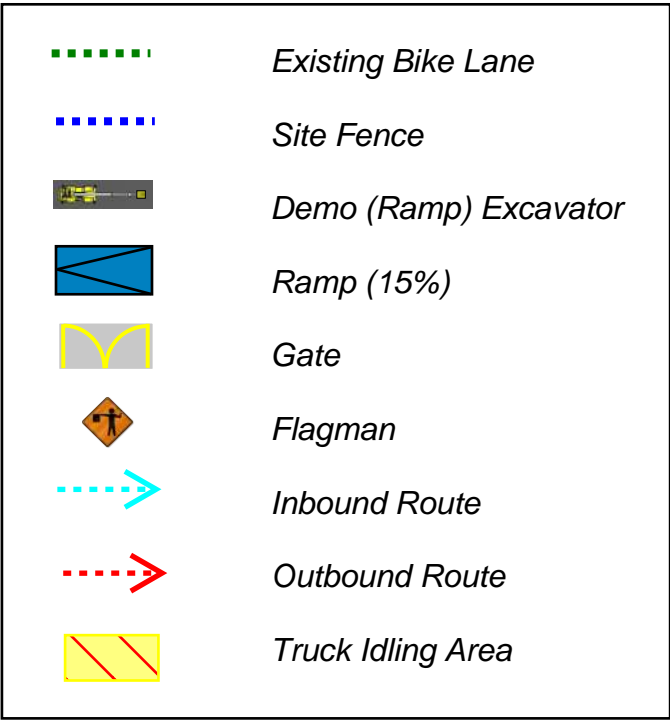 Existing Bike Lane
Site Fence
Demo (Ramp) Excavator
Ramp (15%)
Gate
Flagman
Inbound Route
Outbound Route
Truck Idling Area